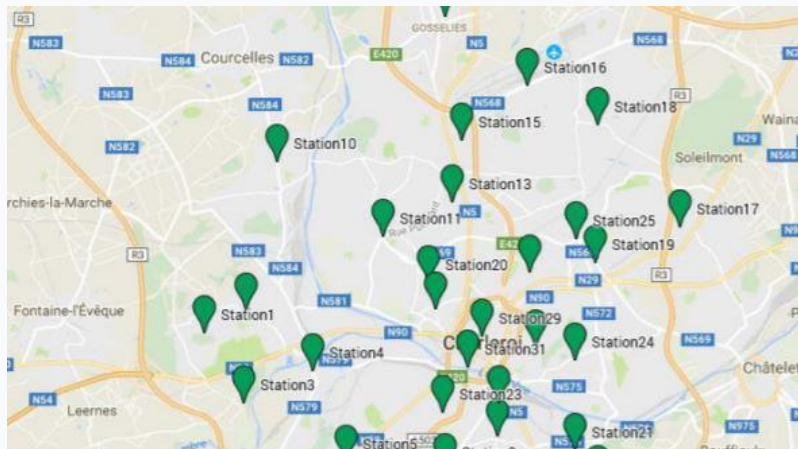 R3
GOSSELIES
N583
N5
N568
N584
Courcelles
N582
E420
Station16
N583
N584
R3
N568
Station18
Station15
N582
Station10
N29
N568
Soleilmont
Station13
rchies-la-Marche
Station11
N5
Station25
Station17
N583
Station19
R3
N584
Station20
N29
R3
Fontaine-l'Évêque
N581
N90
Station1
N90
Station29
N572
Station4
Station31
Station24
N569
Châtelet
Station3
N54
Leernes
N579
Station23
N575
N5
Station21
N975
Station5